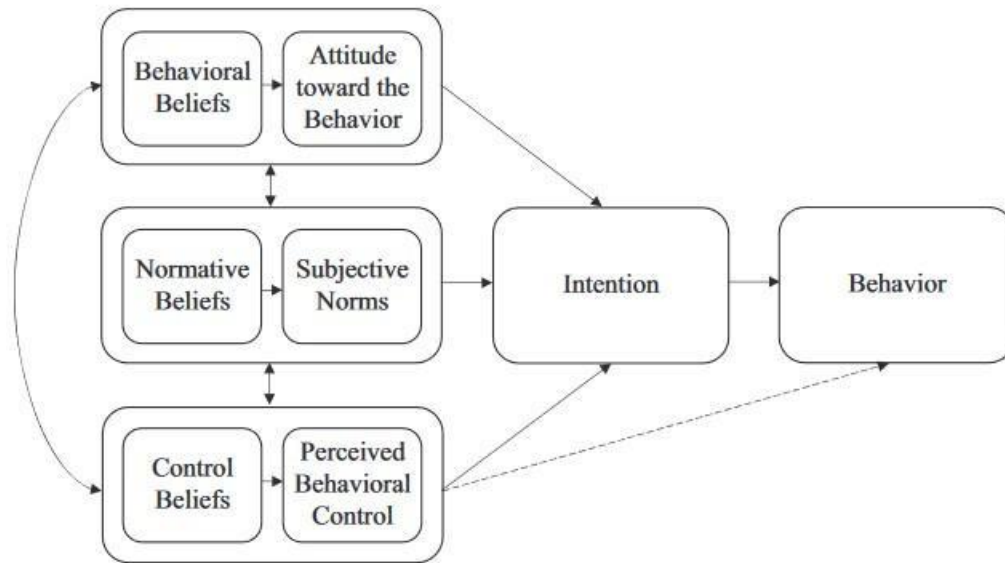 Behavioral
Beliefs
Attitude
toward the
Behavior
Normative
Beliefs
Subjective
Norms
Intention
Behavior
Control
Beliefs
Perceived
Behavioral
Control